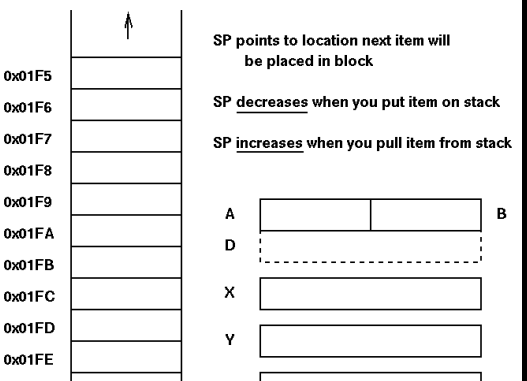 SP points to location next item will
be placed in block
SP decreases when you put item on stack
SP increases when you pull item from stack
0x01F5
0x01F6
0x01F7
0x01F8
0x01F9
0x01FA
0x01FB
0x01FC
0x01FD
0x01FE
A B
D
X
Y